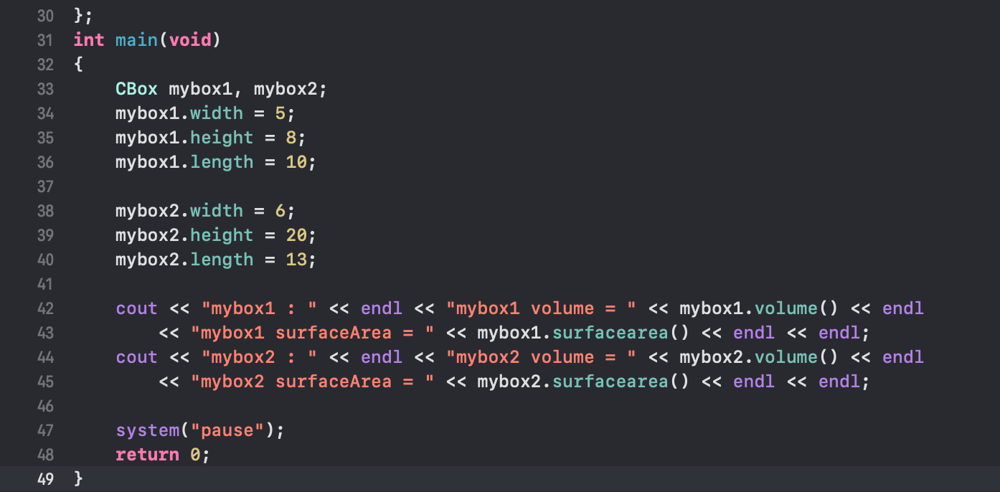 30 };
31 int main(void)
32 {
33     CBox mybox1, mybox2;
34     mybox1.width = 5;
35     mybox1.height = 8;
36     mybox1.length = 10;
37
38     mybox2.width = 6;
39     mybox2.height = 20;
40     mybox2.length = 13;
41
42     cout << "mybox1 : " << endl << "mybox1 volume = " << mybox1.volume() << endl
43         << "mybox1 surfaceArea = " << mybox1.surfacearea() << endl << endl;
44     cout << "mybox2 : " << endl << "mybox2 volume = " << mybox2.volume() << endl
45         << "mybox2 surfaceArea = " << mybox2.surfacearea() << endl << endl;
46
47     system("pause");
48     return 0;
49 }